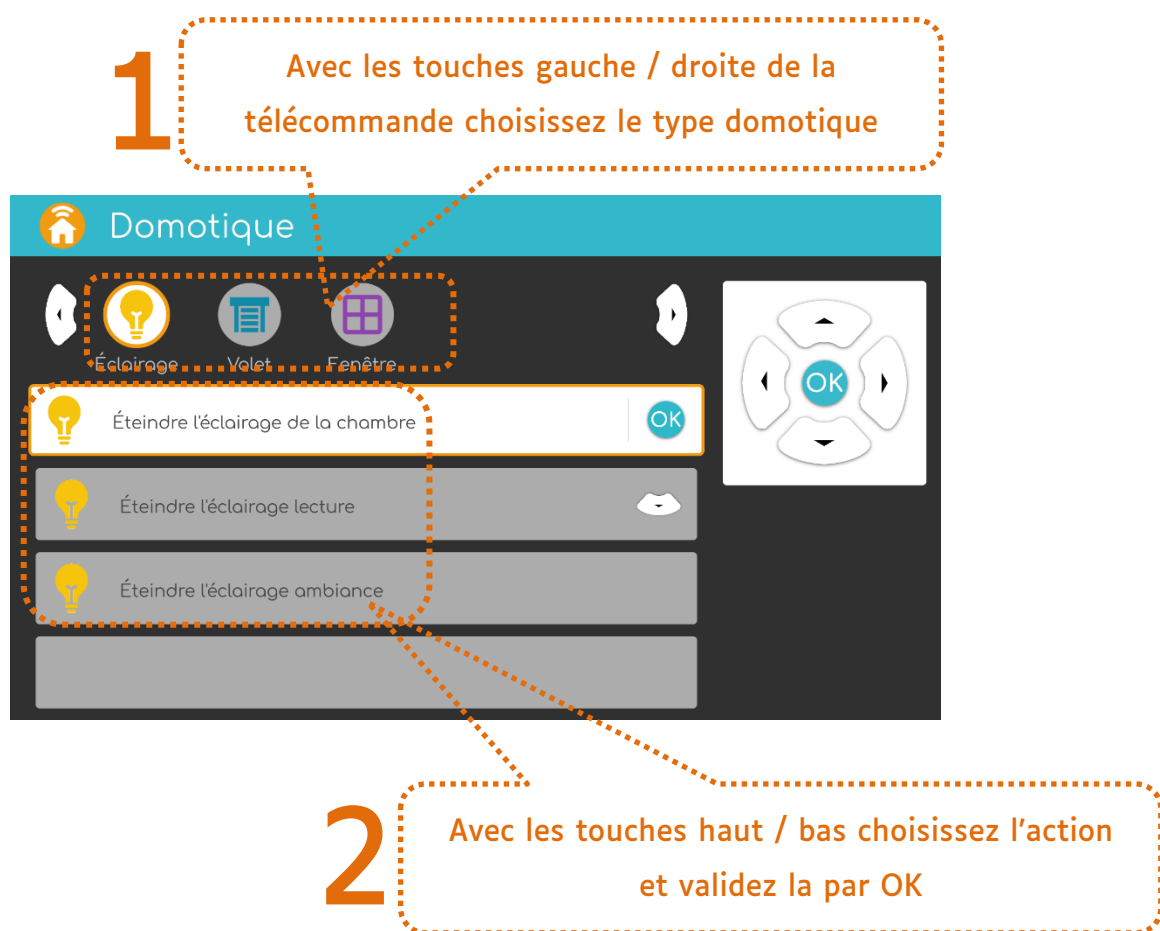 1
Avec les touches gauche / droite de la
télécommande choisissez le type domotique
Domotique
Éclairage Volet Fenêtre
Éteindre l'éclairage de la chambre OK
OK
Éteindre l'éclairage lecture
Éteindre l'éclairage ambiance
2
Avec les touches haut / bas choisissez l’action
et validez la par OK